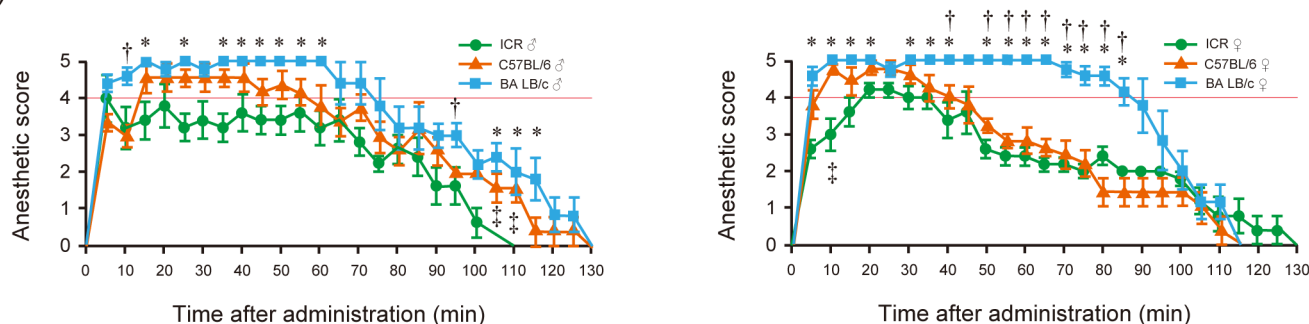 † * * * * * * * *
ICR ♂
C57BL/6 ♂
BA LB/c ♂
5
4
3
2
1
0
†
* * *
‡ ‡
Anesthetic score
0 10 20 30 40 50 60 70 80 90 100 110 120 130
Time after administration (min)
† † † † † † † † †
* * * * * * * * * * *
* * *
*
ICR ♀
C57BL/6 ♀
BA LB/c ♀
5
4
3
2
1
0
‡
Anesthetic score
0 10 20 30 40 50 60 70 80 90 100 110 120 130
Time after administration (min)